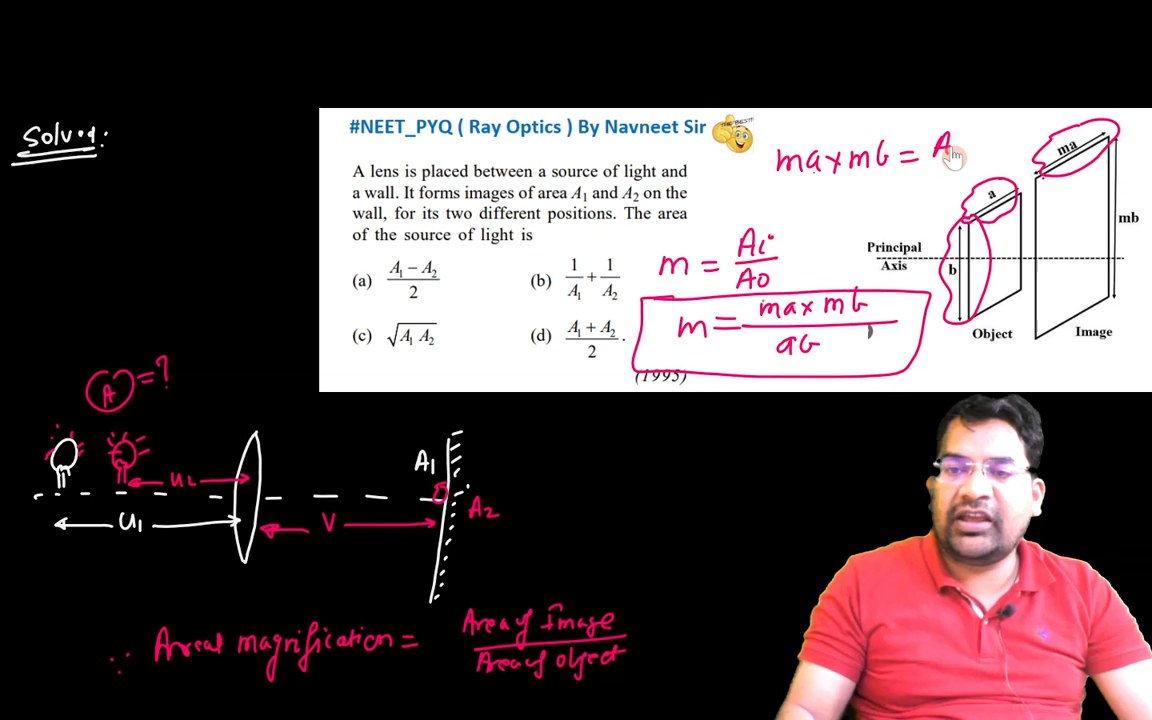 Solved:
#NEET_PYQ ( Ray Optics ) By Navneet Sir
A lens is placed between a source of light and
a wall. It forms images of area A₁ and A₂ on the
wall, for its two different positions. The area
of the source of light is
(a) (A₁ − A₂)/2
(b) 1/A₁ + 1/A₂
(c) √(A₁ A₂)
(d) (A₁ + A₂)/2 .
(1995)
ma×mb = A
m = Ai/Ao
m = ma×mb/ab
ma
a
mb
Principal
Axis
b
Object
Image
A =?
A₁
u₂
u₁
V
A₂
∴ Areal magnification = Area of Image/Area of object